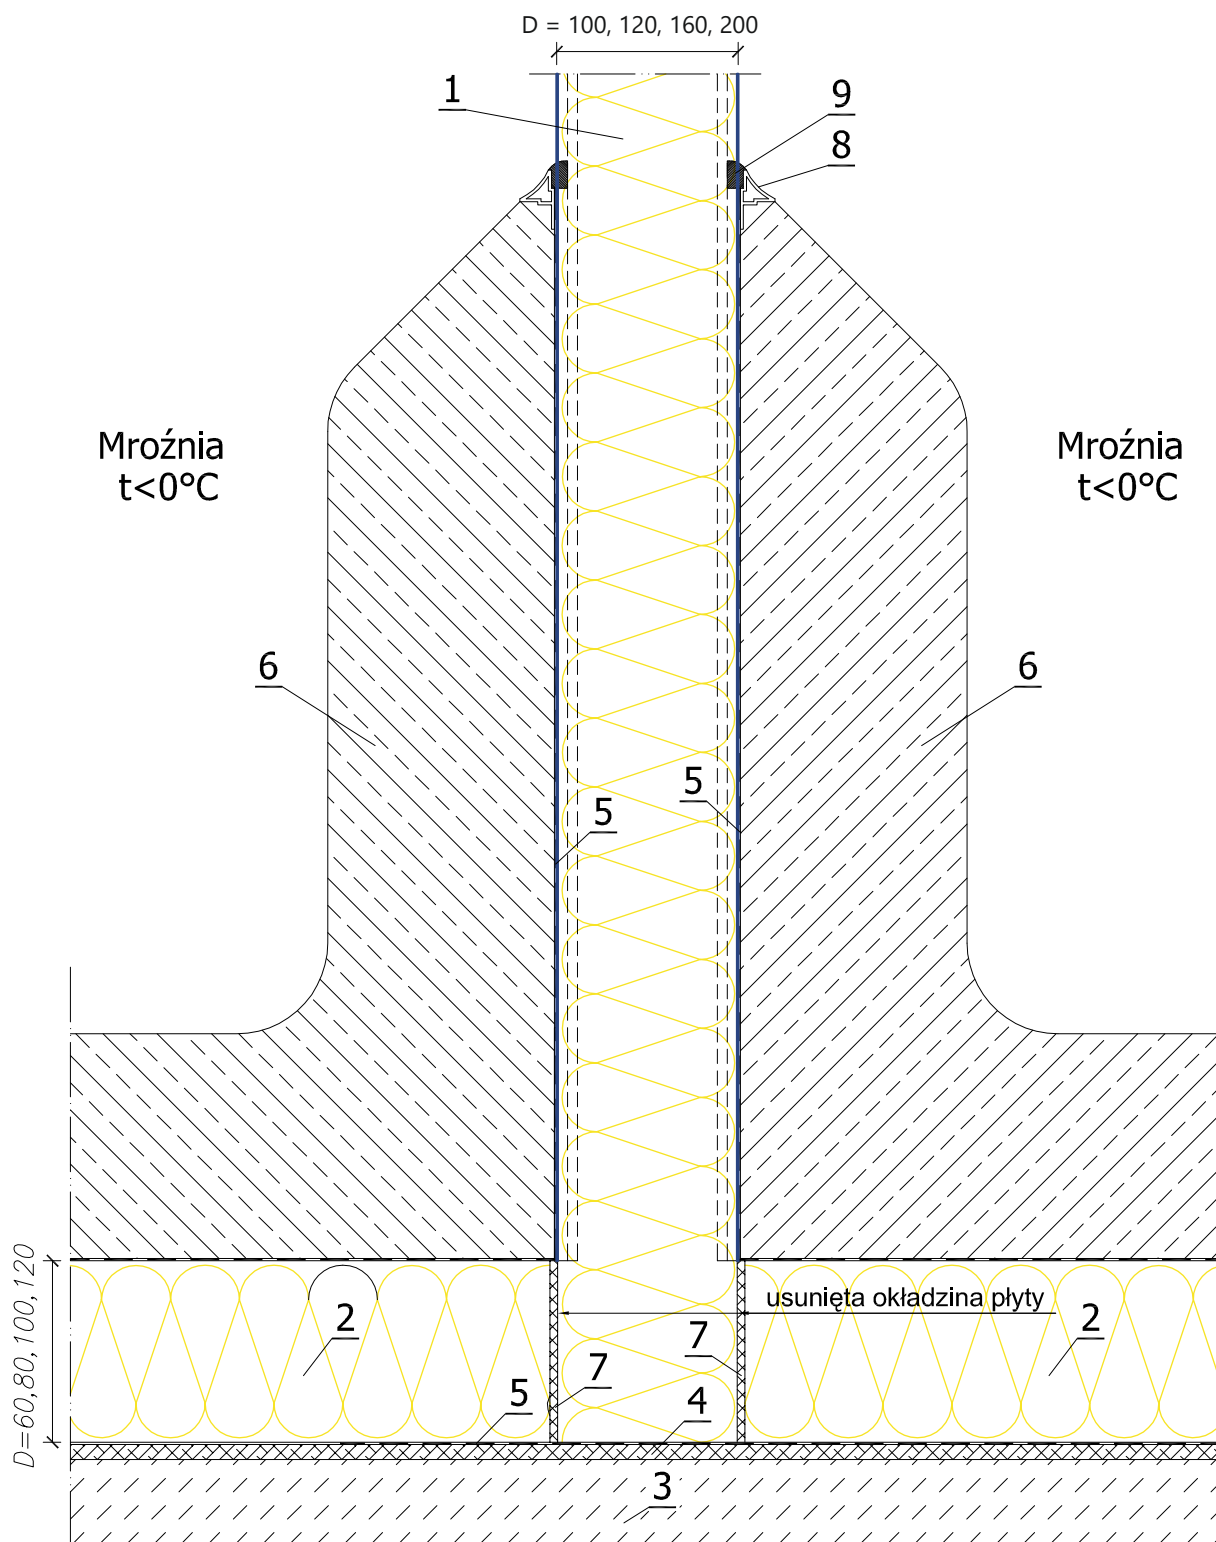 D = 100, 120, 160, 200
1
9
8
Mroźnia
t<0°C
Mroźnia
t<0°C
6
6
5
5
usunięta okładzina płyty
2
2
7
7
5
4
3
D=60,80,100,120